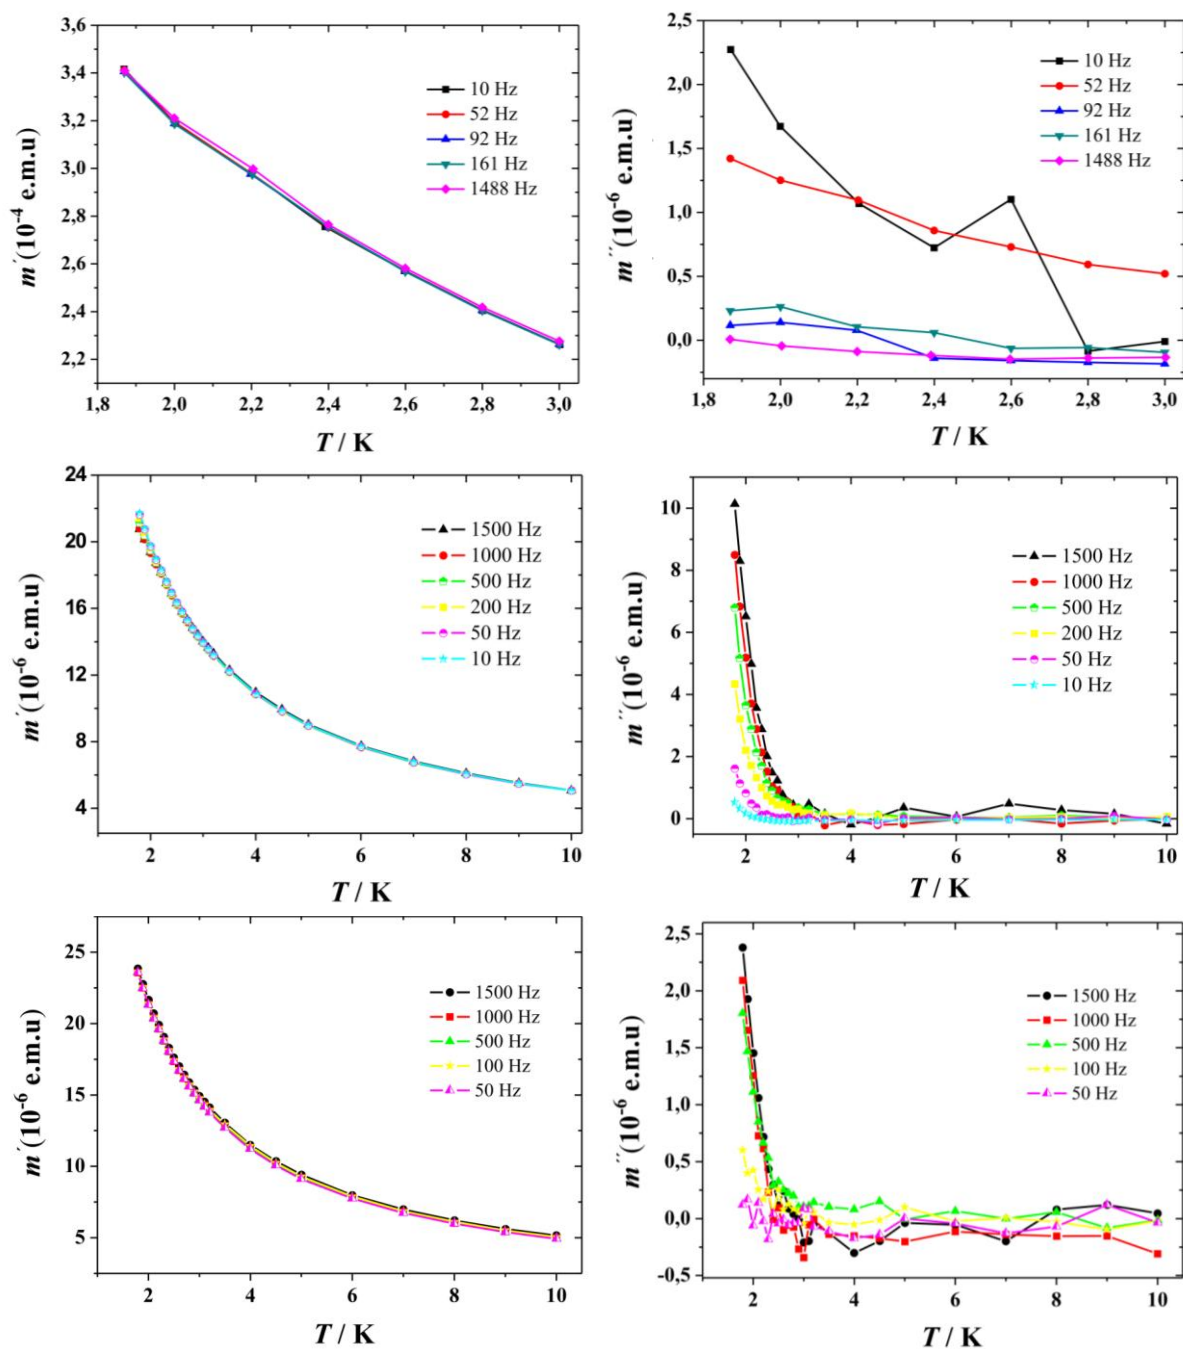 3,6
3,4
3,2
3,0
2,8
2,6
2,4
2,2
m´(10⁻⁴ e.m.u)
10 Hz
52 Hz
92 Hz
161 Hz
1488 Hz
1,8 2,0 2,2 2,4 2,6 2,8 3,0
T / K
2,5
2,0
1,5
1,0
0,5
0,0
m´´(10⁻⁶ e.m.u)
10 Hz
52 Hz
92 Hz
161 Hz
1488 Hz
1,8 2,0 2,2 2,4 2,6 2,8 3,0
T / K
24
20
16
12
8
4
m´(10⁻⁶ e.m.u)
1500 Hz
1000 Hz
500 Hz
200 Hz
50 Hz
10 Hz
2 4 6 8 10
T / K
10
8
6
4
2
0
m´´(10⁻⁶ e.m.u)
1500 Hz
1000 Hz
500 Hz
200 Hz
50 Hz
10 Hz
2 4 6 8 10
T / K
25
20
15
10
5
m´(10⁻⁶ e.m.u)
1500 Hz
1000 Hz
500 Hz
100 Hz
50 Hz
2 4 6 8 10
T / K
2,5
2,0
1,5
1,0
0,5
0,0
-0,5
m´´(10⁻⁶ e.m.u)
1500 Hz
1000 Hz
500 Hz
100 Hz
50 Hz
2 4 6 8 10
T / K